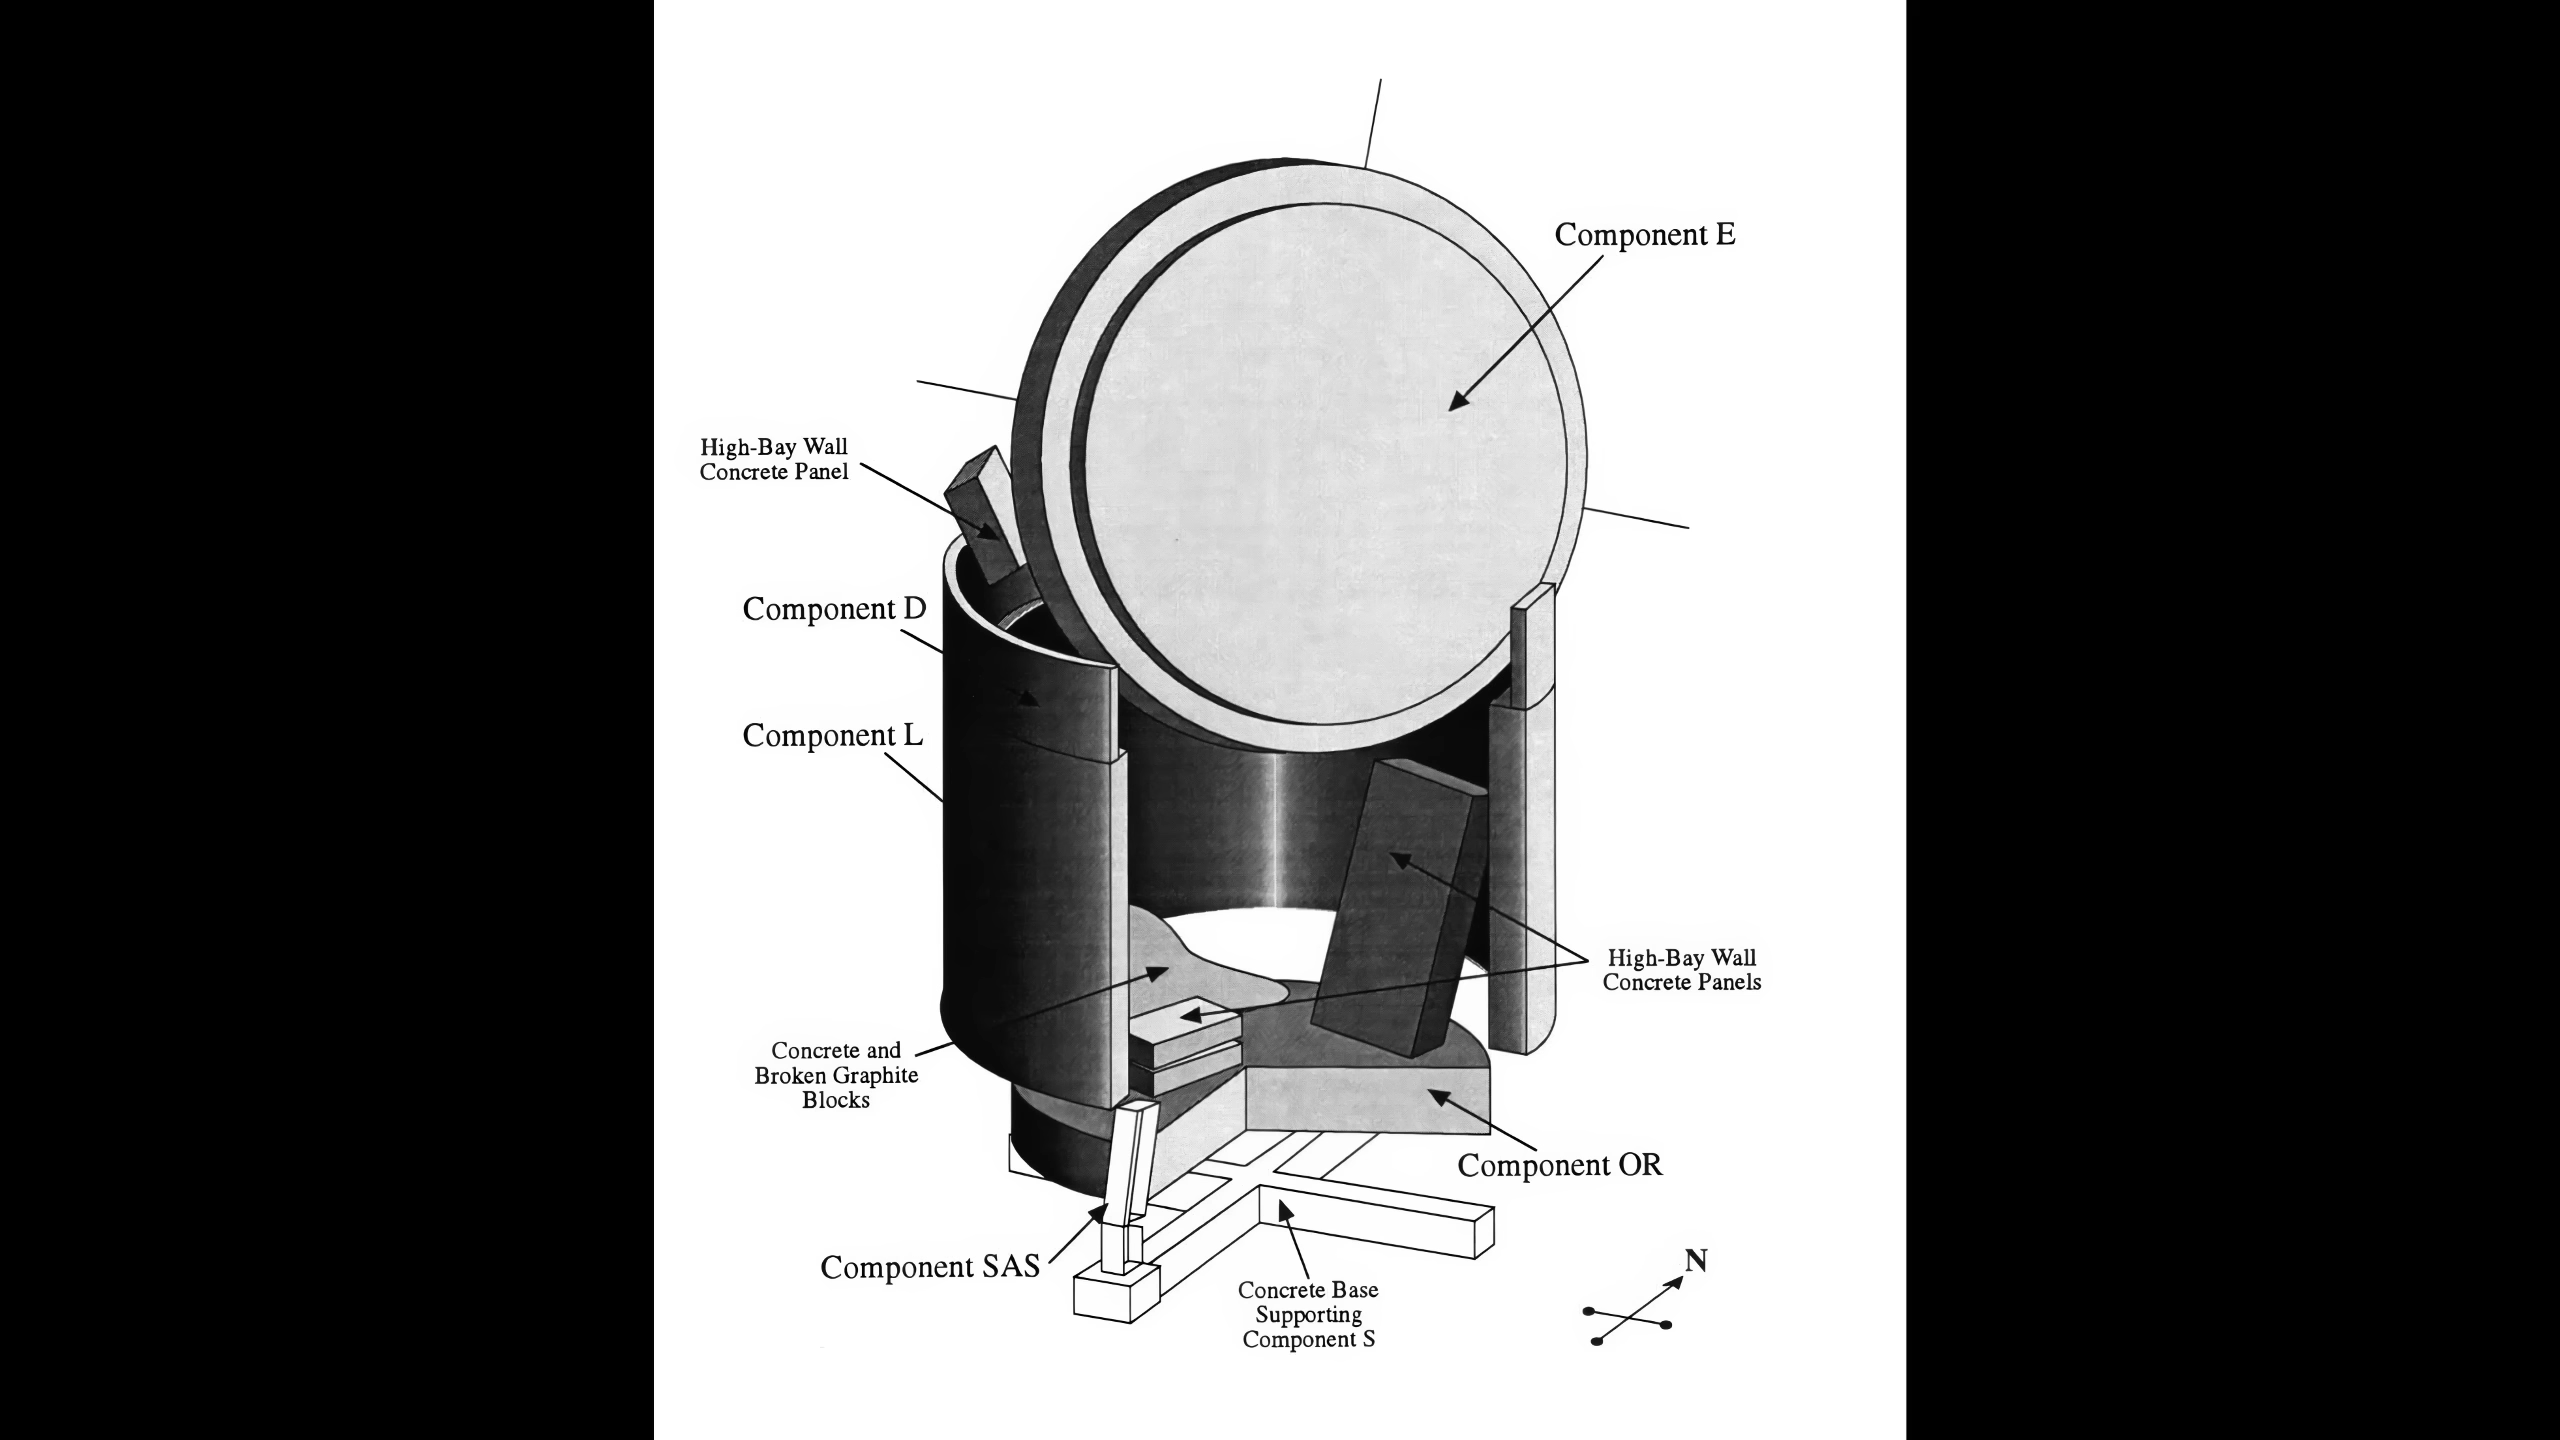 Component E
High-Bay Wall
Concrete Panel
Component D
Component L
High-Bay Wall
Concrete Panels
Concrete and
Broken Graphite
Blocks
Component OR
Component SAS
Concrete Base
Supporting
Component S
N